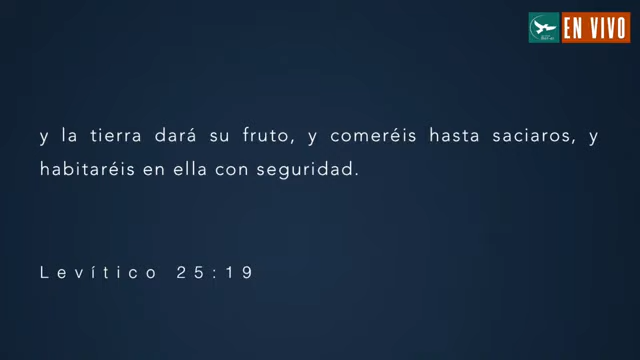 EN VIVO
y la tierra dará su fruto, y comeréis hasta saciaros, y
habitaréis en ella con seguridad.
Levítico 25:19